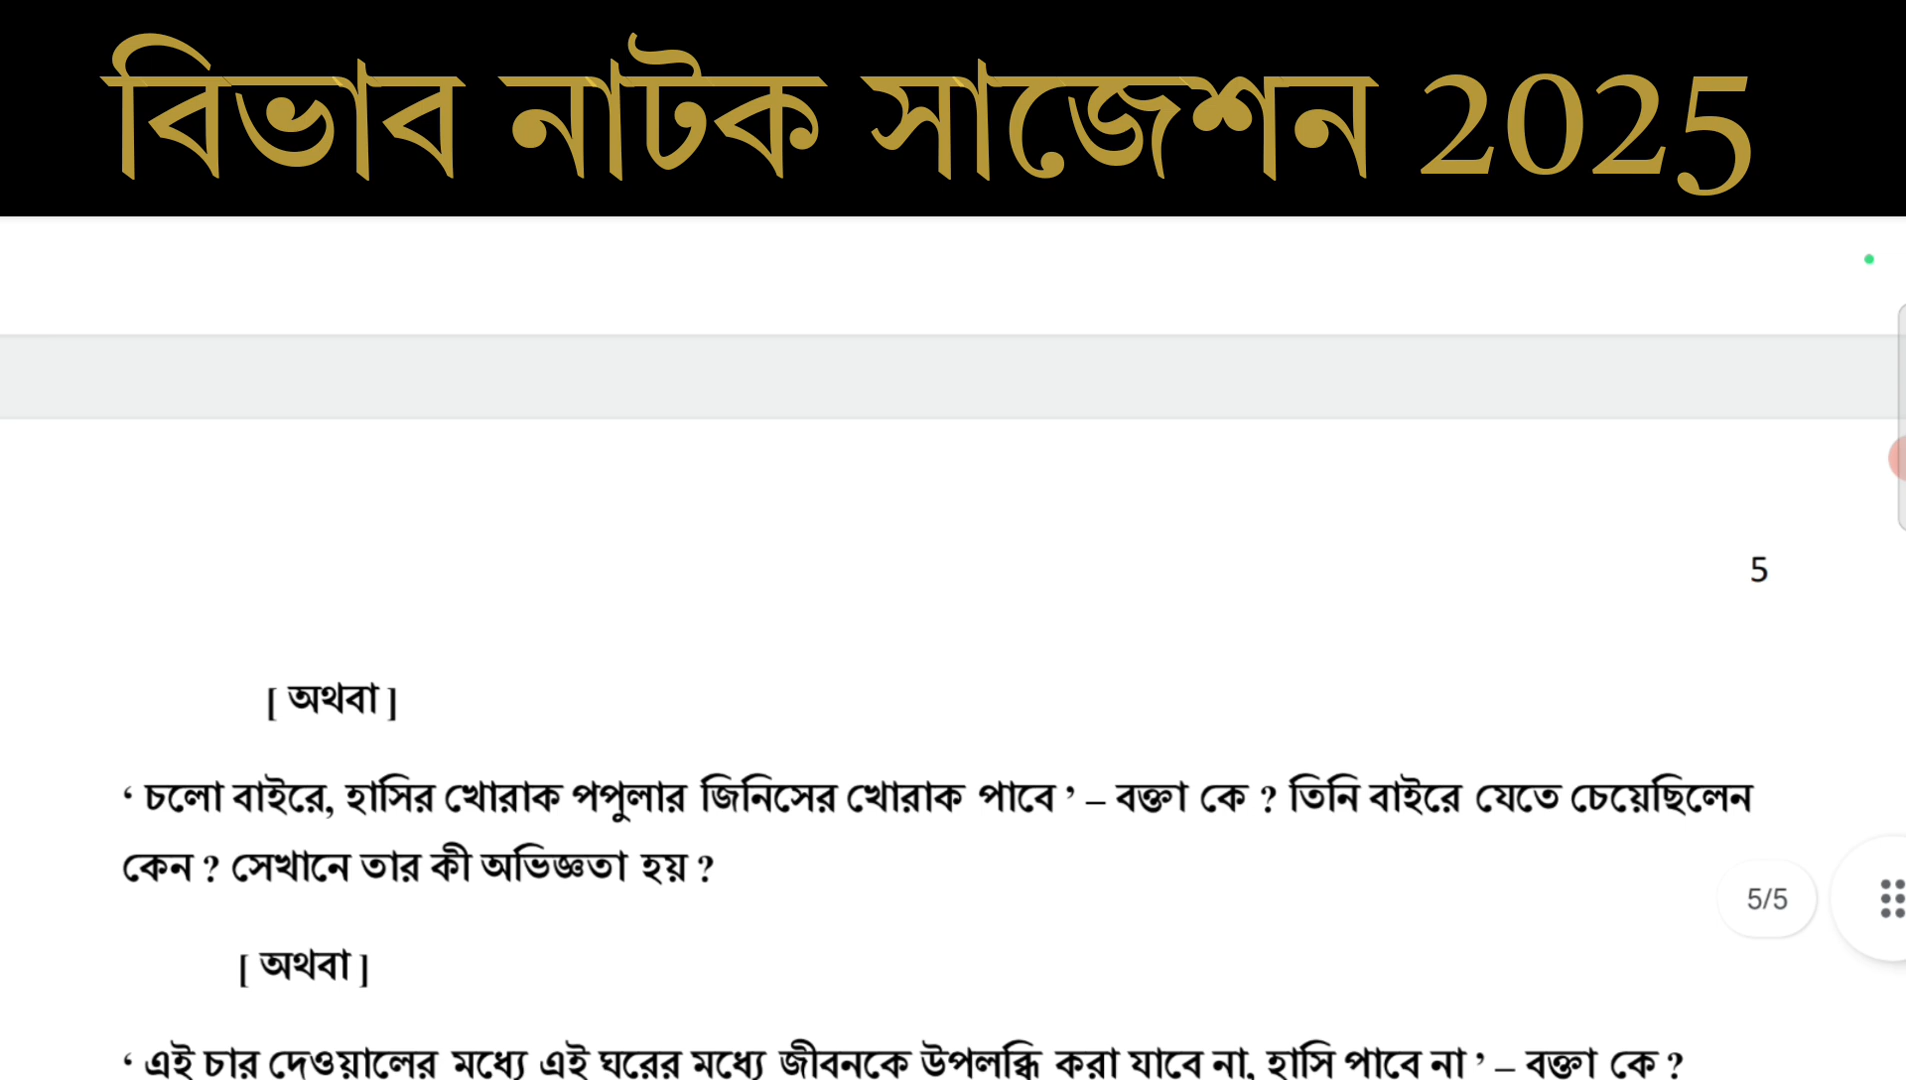 বিভাব নাটক সাজেশন 2025
5
[ অথবা ]
‘ চলো বাইরে, হাসির খোরাক পপুলার জিনিসের খোরাক পাবে ’ – বক্তা কে ? তিনি বাইরে যেতে চেয়েছিলেন
কেন ? সেখানে তার কী অভিজ্ঞতা হয় ?
5/5
[ অথবা ]
‘ এই চার দেওয়ালের মধ্যে এই ঘরের মধ্যে জীবনকে উপলব্ধি করা যাবে না, হাসি পাবে না ’ – বক্তা কে ?